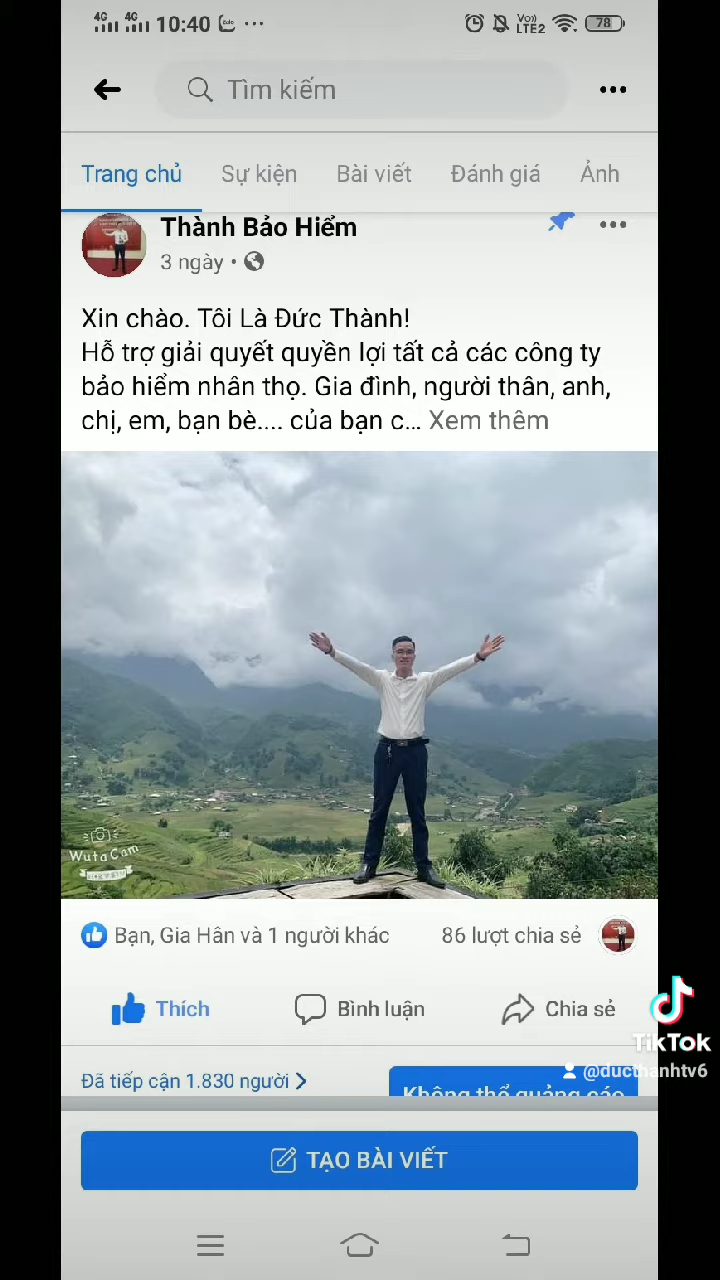 4G 4G 10:40 Zalo ... Vo)) LTE2 78
Tìm kiếm
Trang chủ Sự kiện Bài viết Đánh giá Ảnh
Thành Bảo Hiểm
3 ngày
Xin chào. Tôi Là Đức Thành!
Hỗ trợ giải quyết quyền lợi tất cả các công ty
bảo hiểm nhân thọ. Gia đình, người thân, anh,
chị, em, bạn bè.... của bạn c... Xem thêm
WutaCam
Bạn, Gia Hân và 1 người khác 86 lượt chia sẻ
Thích Bình luận Chia sẻ
TikTok
@ducthanhtv6
Đã tiếp cận 1.830 người
Không thể quảng cáo
TẠO BÀI VIẾT